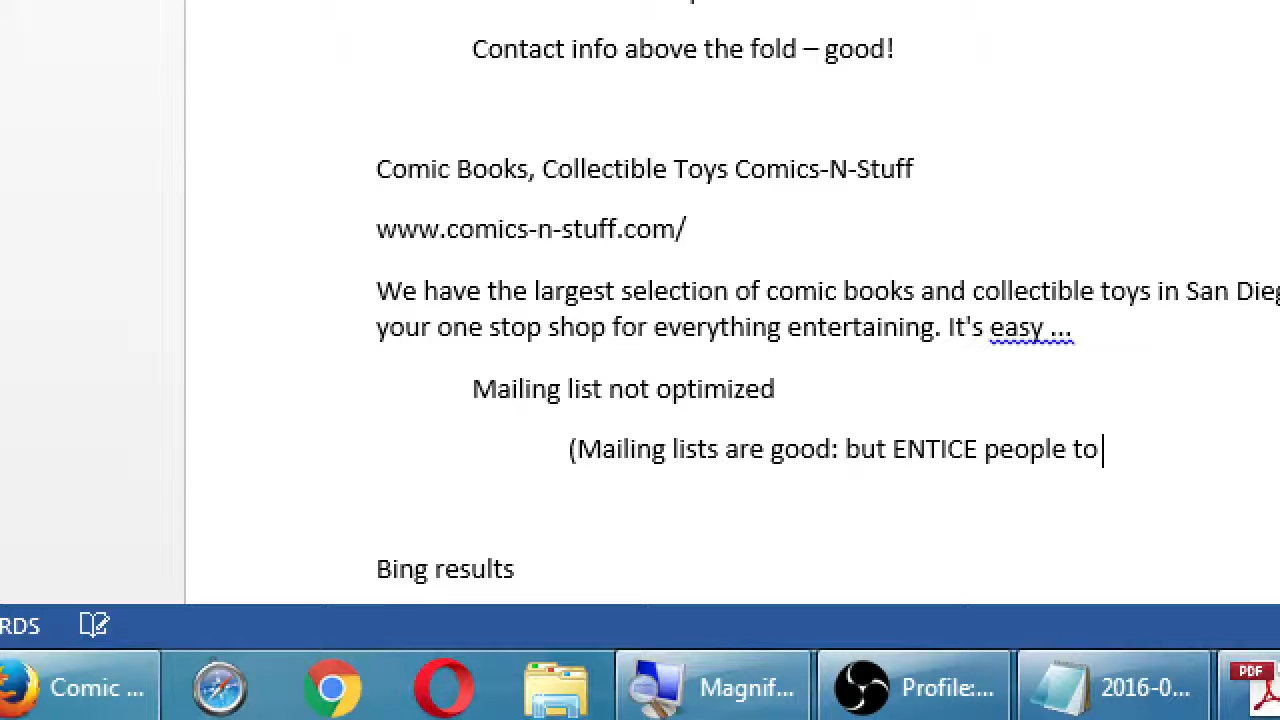 Contact info above the fold – good!
Comic Books, Collectible Toys Comics-N-Stuff
www.comics-n-stuff.com/
We have the largest selection of comic books and collectible toys in San Dieg
your one stop shop for everything entertaining. It's easy ...
Mailing list not optimized
(Mailing lists are good: but ENTICE people to
Bing results
RDS
Comic ...
Magnif...
Profile:...
2016-0...
PDF